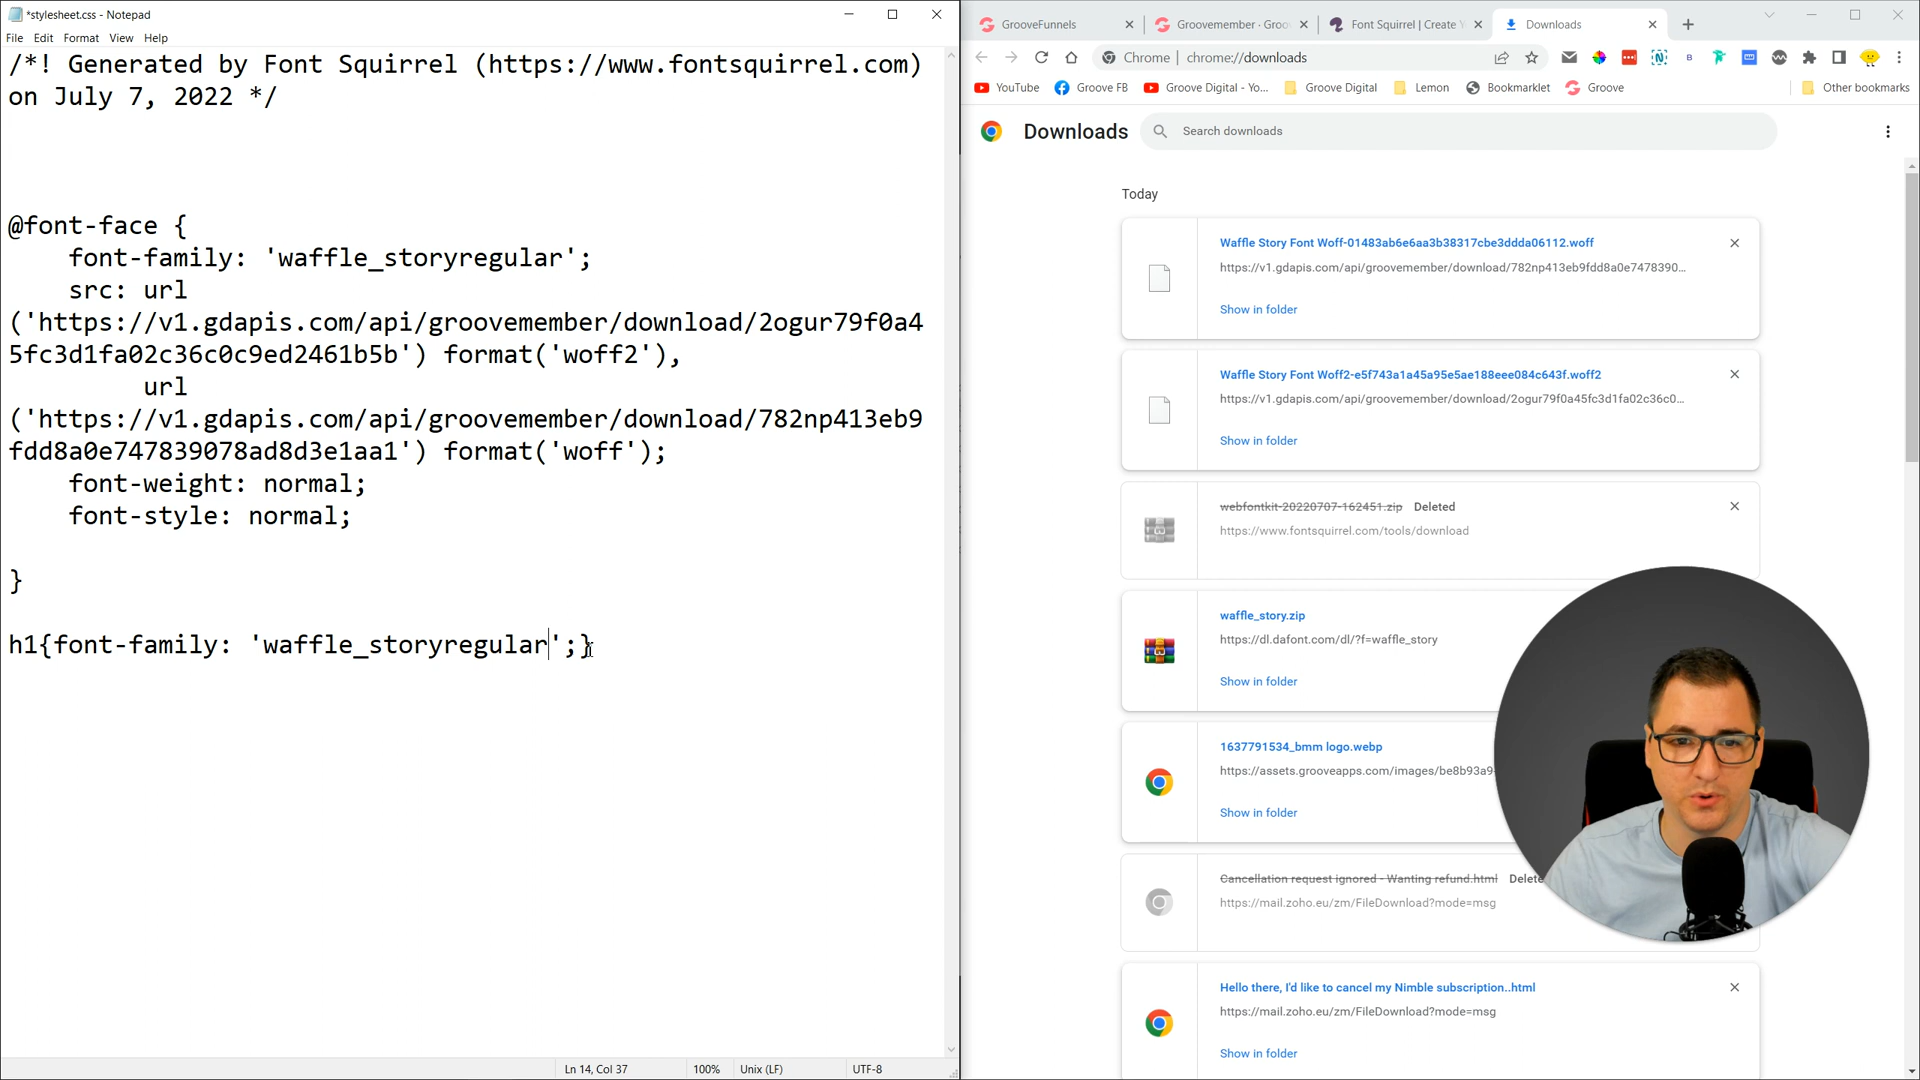 *stylesheet.css - Notepad
File Edit Format View Help
/*! Generated by Font Squirrel (https://www.fontsquirrel.com)
on July 7, 2022 */
@font-face {
font-family: 'waffle_storyregular';
src: url
('https://v1.gdapis.com/api/groovemember/download/2ogur79f0a4
5fc3d1fa02c36c0c9ed2461b5b') format('woff2'),
url
('https://v1.gdapis.com/api/groovemember/download/782np413eb9
fdd8a0e747839078ad8d3e1aa1') format('woff');
font-weight: normal;
font-style: normal;
}
h1{font-family: 'waffle_storyregular';}
Ln 14, Col 37 100% Unix (LF) UTF-8
GrooveFunnels
Groovemember - Groo
Font Squirrel | Create
Downloads
Chrome | chrome://downloads
YouTube Groove FB Groove Digital - Yo... Groove Digital Lemon Bookmarklet Groove Other bookmarks
Downloads
Search downloads
Today
Waffle Story Font Woff-01483ab6e6aa3b38317cbe3ddda06112.woff
https://v1.gdapis.com/api/groovemember/download/782np413eb9fdd8a0e7478390...
Show in folder
Waffle Story Font Woff2-e5f743a1a45a95e5ae188eee084c643f.woff2
https://v1.gdapis.com/api/groovemember/download/2ogur79f0a45fc3d1fa02c36c0...
Show in folder
webfontkit-20220707-162451.zip Deleted
https://www.fontsquirrel.com/tools/download
waffle_story.zip
https://dl.dafont.com/dl/?f=waffle_story
Show in folder
1637791534_bmm logo.webp
https://assets.grooveapps.com/images/be8b93a9
Show in folder
Cancellation request ignored - Wanting refund.html Delete
https://mail.zoho.eu/zm/FileDownload?mode=msg
Hello there, I'd like to cancel my Nimble subscription..html
https://mail.zoho.eu/zm/FileDownload?mode=msg
Show in folder